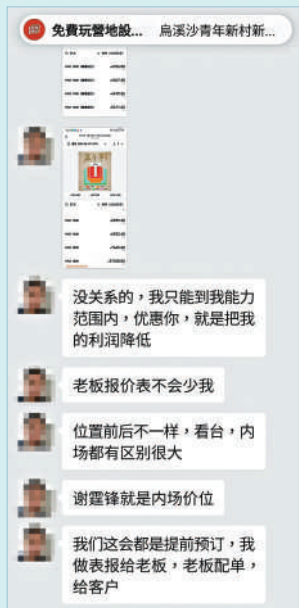 免費玩營地設... 烏溪沙青年新村新...
没关系的，我只能到我能力
范围内，优惠你，就是把我
的利润降低
老板报价表不会少我
位置前后不一样，看台，内
场都有区别很大
谢霆锋就是内场价位
我们这会都是提前预订，我
做表报给老板，老板配单，
给客户